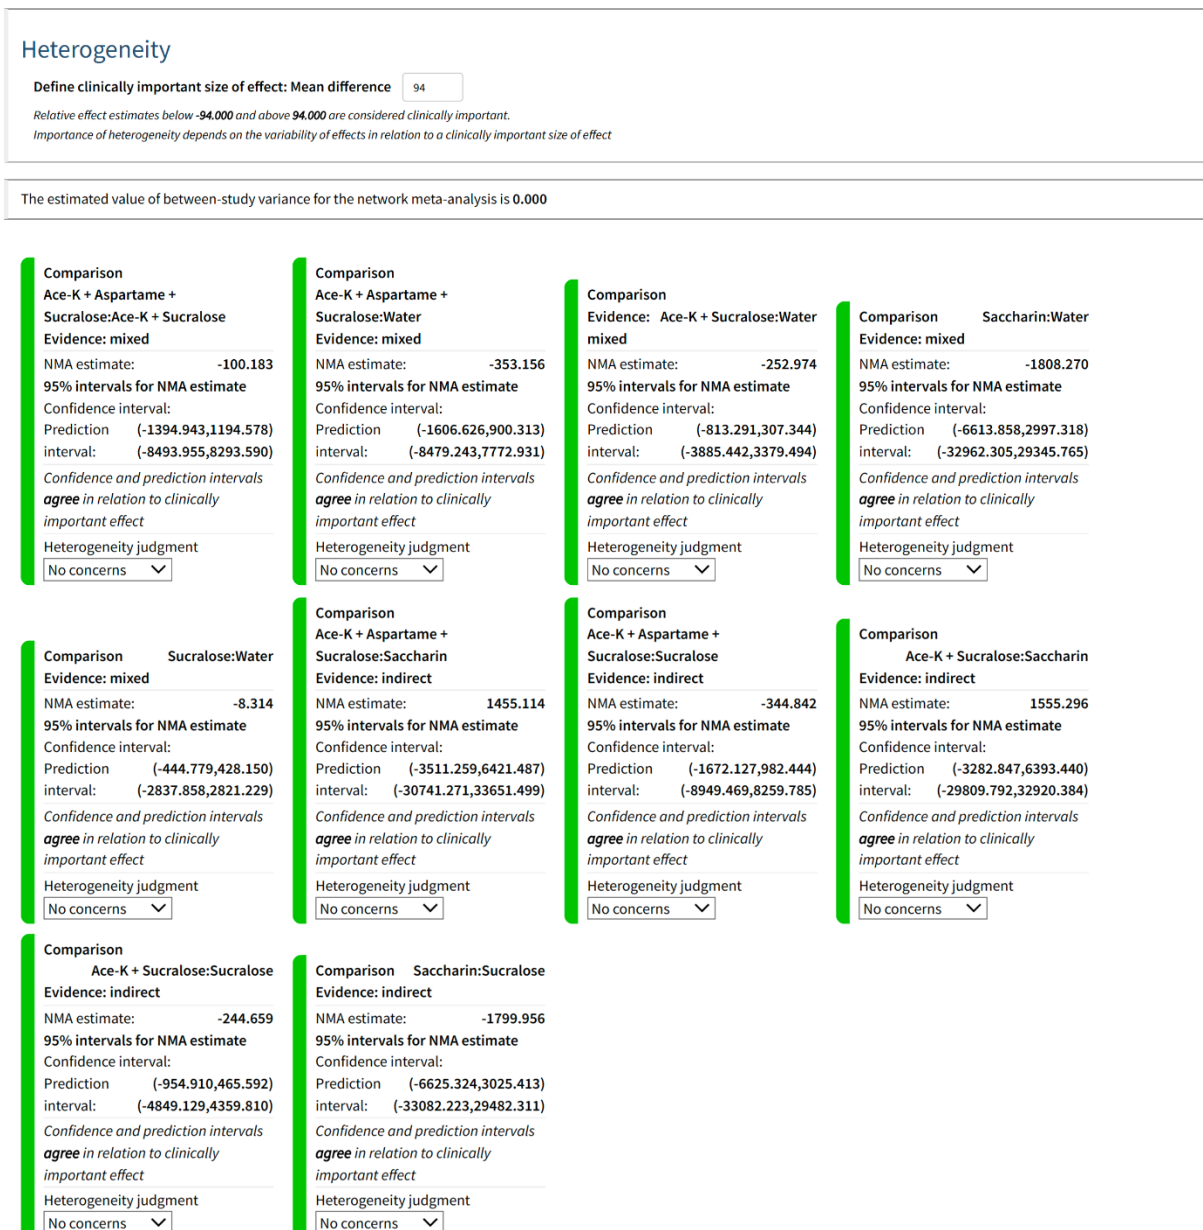 Heterogeneity
Define clinically important size of effect: Mean difference 94
Relative effect estimates below -94.000 and above 94.000 are considered clinically important.
Importance of heterogeneity depends on the variability of effects in relation to a clinically important size of effect
The estimated value of between-study variance for the network meta-analysis is 0.000
Comparison
Ace-K + Aspartame +
Sucralose:Ace-K + Sucralose
Evidence: mixed
NMA estimate: -100.183
95% intervals for NMA estimate
Confidence interval:
Prediction (-1394.943,1194.578)
interval: (-8493.955,8293.590)
Confidence and prediction intervals
agree in relation to clinically
important effect
Heterogeneity judgment
No concerns
Comparison
Ace-K + Aspartame +
Sucralose:Water
Evidence: mixed
NMA estimate: -353.156
95% intervals for NMA estimate
Confidence interval:
Prediction (-1606.626,900.313)
interval: (-8479.243,7772.931)
Confidence and prediction intervals
agree in relation to clinically
important effect
Heterogeneity judgment
No concerns
Comparison
Evidence: Ace-K + Sucralose:Water
mixed
NMA estimate: -252.974
95% intervals for NMA estimate
Confidence interval:
Prediction (-813.291,307.344)
interval: (-3885.442,3379.494)
Confidence and prediction intervals
agree in relation to clinically
important effect
Heterogeneity judgment
No concerns
Comparison Saccharin:Water
Evidence: mixed
NMA estimate: -1808.270
95% intervals for NMA estimate
Confidence interval:
Prediction (-6613.858,2997.318)
interval: (-32962.305,29345.765)
Confidence and prediction intervals
agree in relation to clinically
important effect
Heterogeneity judgment
No concerns
Comparison Sucralose:Water
Evidence: mixed
NMA estimate: -8.314
95% intervals for NMA estimate
Confidence interval:
Prediction (-444.779,428.150)
interval: (-2837.858,2821.229)
Confidence and prediction intervals
agree in relation to clinically
important effect
Heterogeneity judgment
No concerns
Comparison
Ace-K + Aspartame +
Sucralose:Saccharin
Evidence: indirect
NMA estimate: 1455.114
95% intervals for NMA estimate
Confidence interval:
Prediction (-3511.259,6421.487)
interval: (-30741.271,33651.499)
Confidence and prediction intervals
agree in relation to clinically
important effect
Heterogeneity judgment
No concerns
Comparison
Ace-K + Aspartame +
Sucralose:Sucralose
Evidence: indirect
NMA estimate: -344.842
95% intervals for NMA estimate
Confidence interval:
Prediction (-1672.127,982.444)
interval: (-8949.469,8259.785)
Confidence and prediction intervals
agree in relation to clinically
important effect
Heterogeneity judgment
No concerns
Comparison
Ace-K + Sucralose:Saccharin
Evidence: indirect
NMA estimate: 1555.296
95% intervals for NMA estimate
Confidence interval:
Prediction (-3282.847,6393.440)
interval: (-29809.792,32920.384)
Confidence and prediction intervals
agree in relation to clinically
important effect
Heterogeneity judgment
No concerns
Comparison
Ace-K + Sucralose:Sucralose
Evidence: indirect
NMA estimate: -244.659
95% intervals for NMA estimate
Confidence interval:
Prediction (-954.910,465.592)
interval: (-4849.129,4359.810)
Confidence and prediction intervals
agree in relation to clinically
important effect
Heterogeneity judgment
No concerns
Comparison Saccharin:Sucralose
Evidence: indirect
NMA estimate: -1799.956
95% intervals for NMA estimate
Confidence interval:
Prediction (-6625.324,3025.413)
interval: (-33082.223,29482.311)
Confidence and prediction intervals
agree in relation to clinically
important effect
Heterogeneity judgment
No concerns